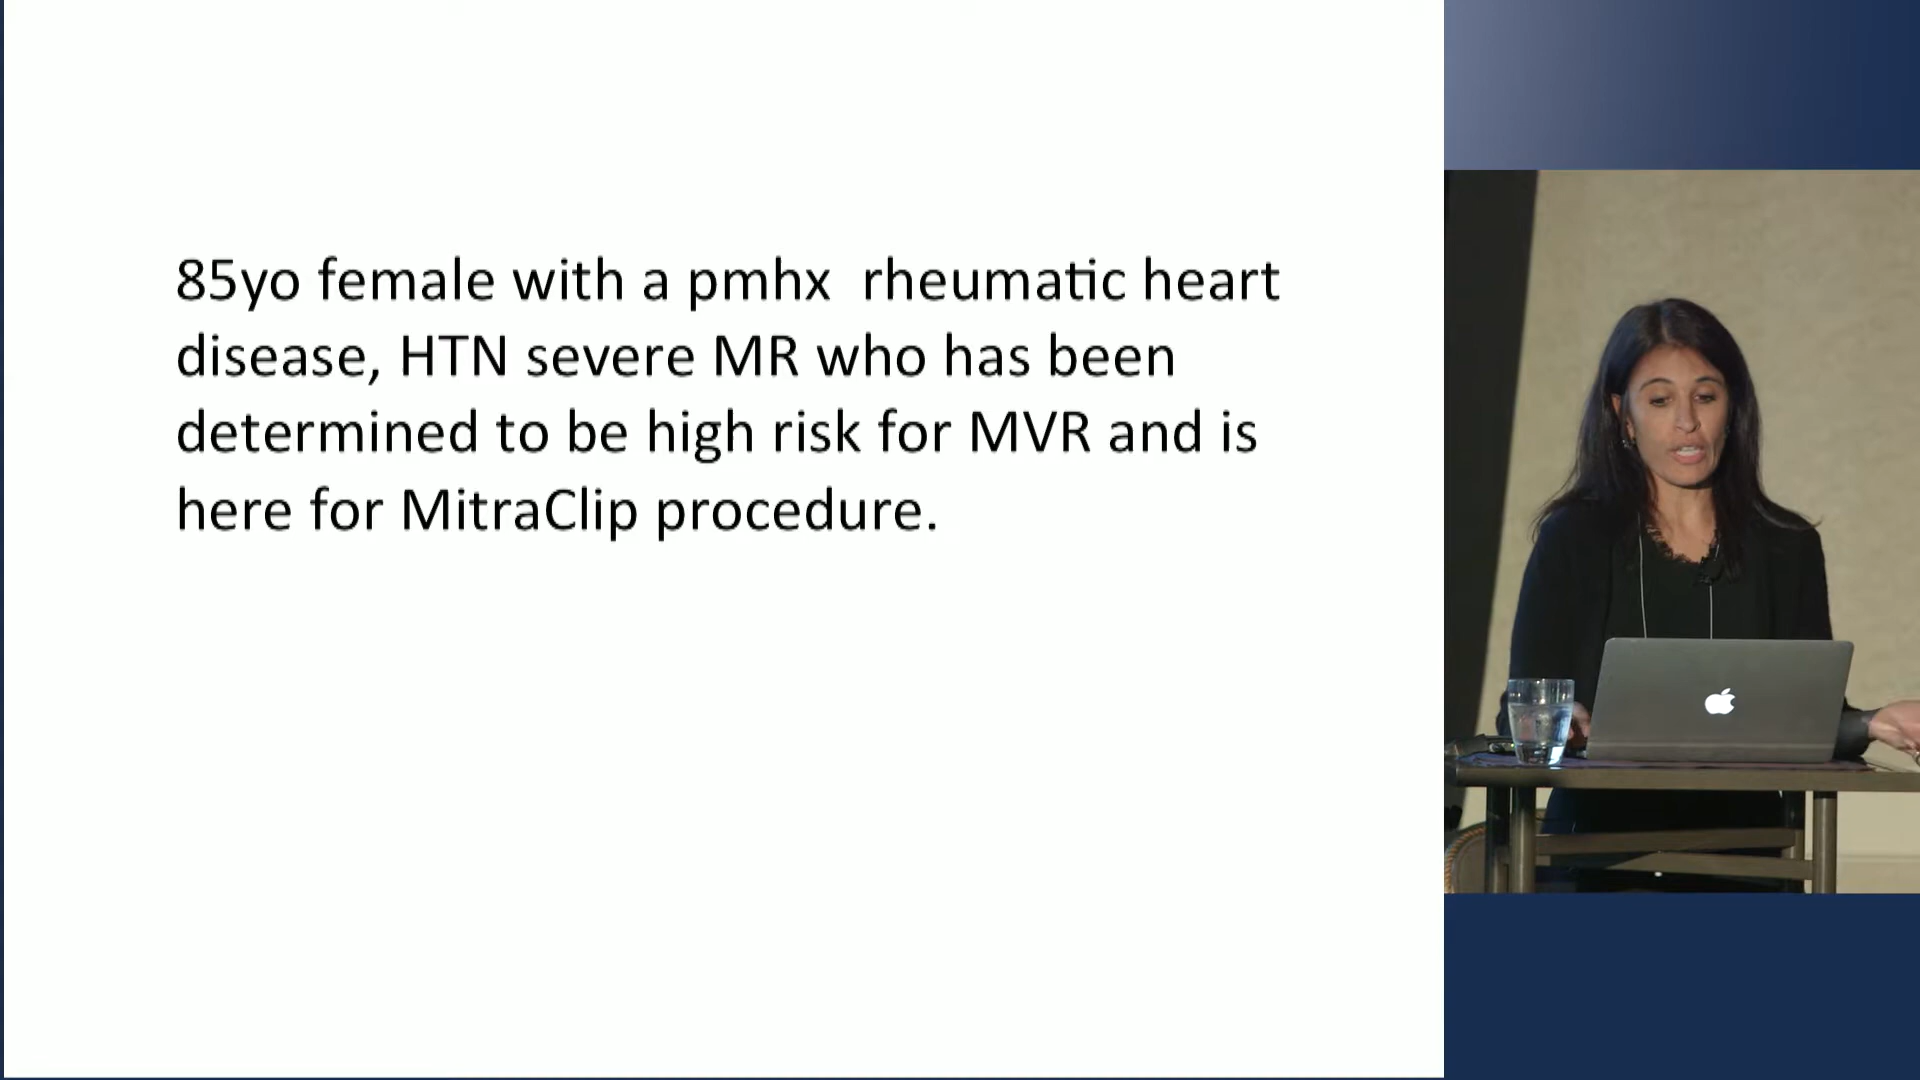 85yo female with a pmhx  rheumatic heart
disease, HTN severe MR who has been
determined to be high risk for MVR and is
here for MitraClip procedure.